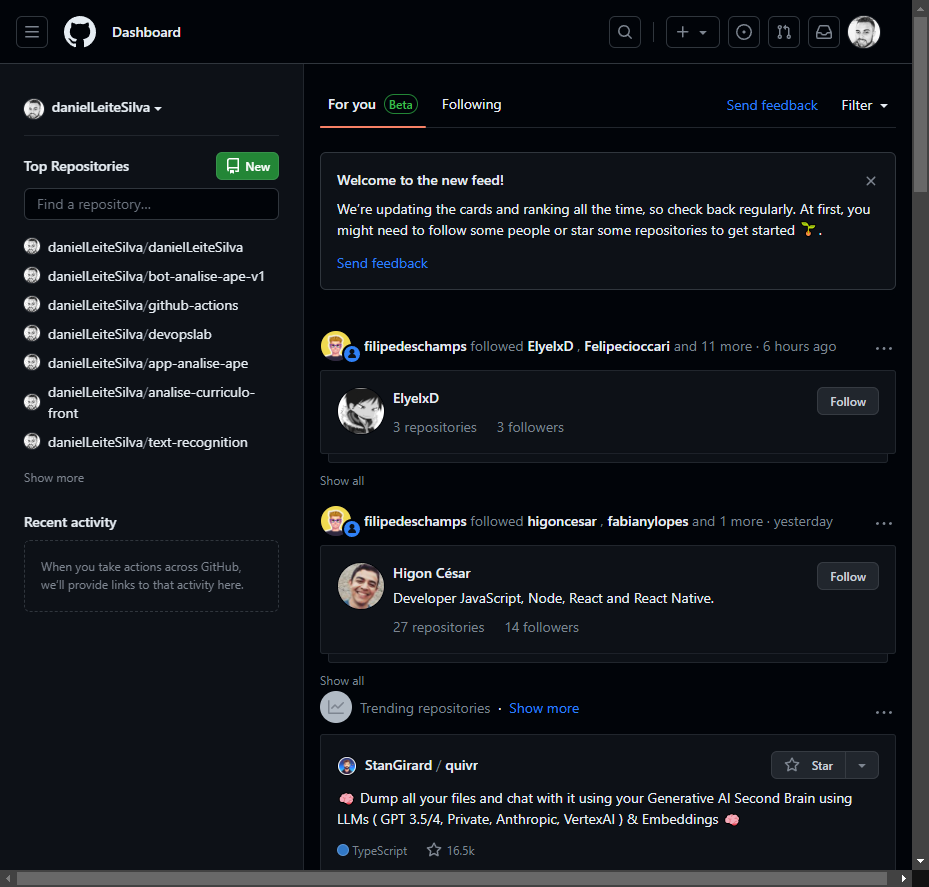 Dashboard
danielLeiteSilva
Top Repositories
New
Find a repository...
danielLeiteSilva/danielLeiteSilva
danielLeiteSilva/bot-analise-ape-v1
danielLeiteSilva/github-actions
danielLeiteSilva/devopslab
danielLeiteSilva/app-analise-ape
danielLeiteSilva/analise-curriculo-
front
danielLeiteSilva/text-recognition
Show more
Recent activity
When you take actions across GitHub,
we'll provide links to that activity here.
For you Beta Following Send feedback Filter
Welcome to the new feed!
We're updating the cards and ranking all the time, so check back regularly. At first, you
might need to follow some people or star some repositories to get started 🌱.
Send feedback
filipedeschamps followed ElyelxD , Felipecioccari and 11 more · 6 hours ago
ElyelxD
Follow
3 repositories 3 followers
Show all
filipedeschamps followed higoncesar , fabianylopes and 1 more · yesterday
Higon César
Follow
Developer JavaScript, Node, React and React Native.
27 repositories 14 followers
Show all
Trending repositories · Show more
StanGirard / quivr
Star
🧠 Dump all your files and chat with it using your Generative AI Second Brain using
LLMs ( GPT 3.5/4, Private, Anthropic, VertexAI ) & Embeddings 🧠
TypeScript 16.5k